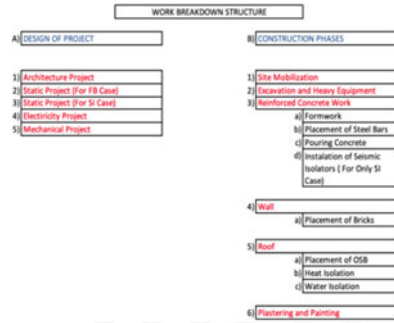 WORK BREAKDOWN STRUCTURE
A) DESIGN OF PROJECT
1) Architecture Project
2) Static Project (For FB Case)
3) Static Project (For SI Case)
4) Electricity Project
5) Mechanical Project
B) CONSTRUCTION PHASES
1) Site Mobilization
2) Excavation and Heavy Equipment
3) Reinforced Concrete Work
a) Formwork
b) Placement of Steel Bars
c) Pouring Concrete
d) Instalation of Seismic
Isolators ( For Only SI
Case)
4) Wall
a) Placement of Bricks
5) Roof
a) Placement of OSB
b) Heat Isolation
c) Water Isolation
6) Plastering and Painting